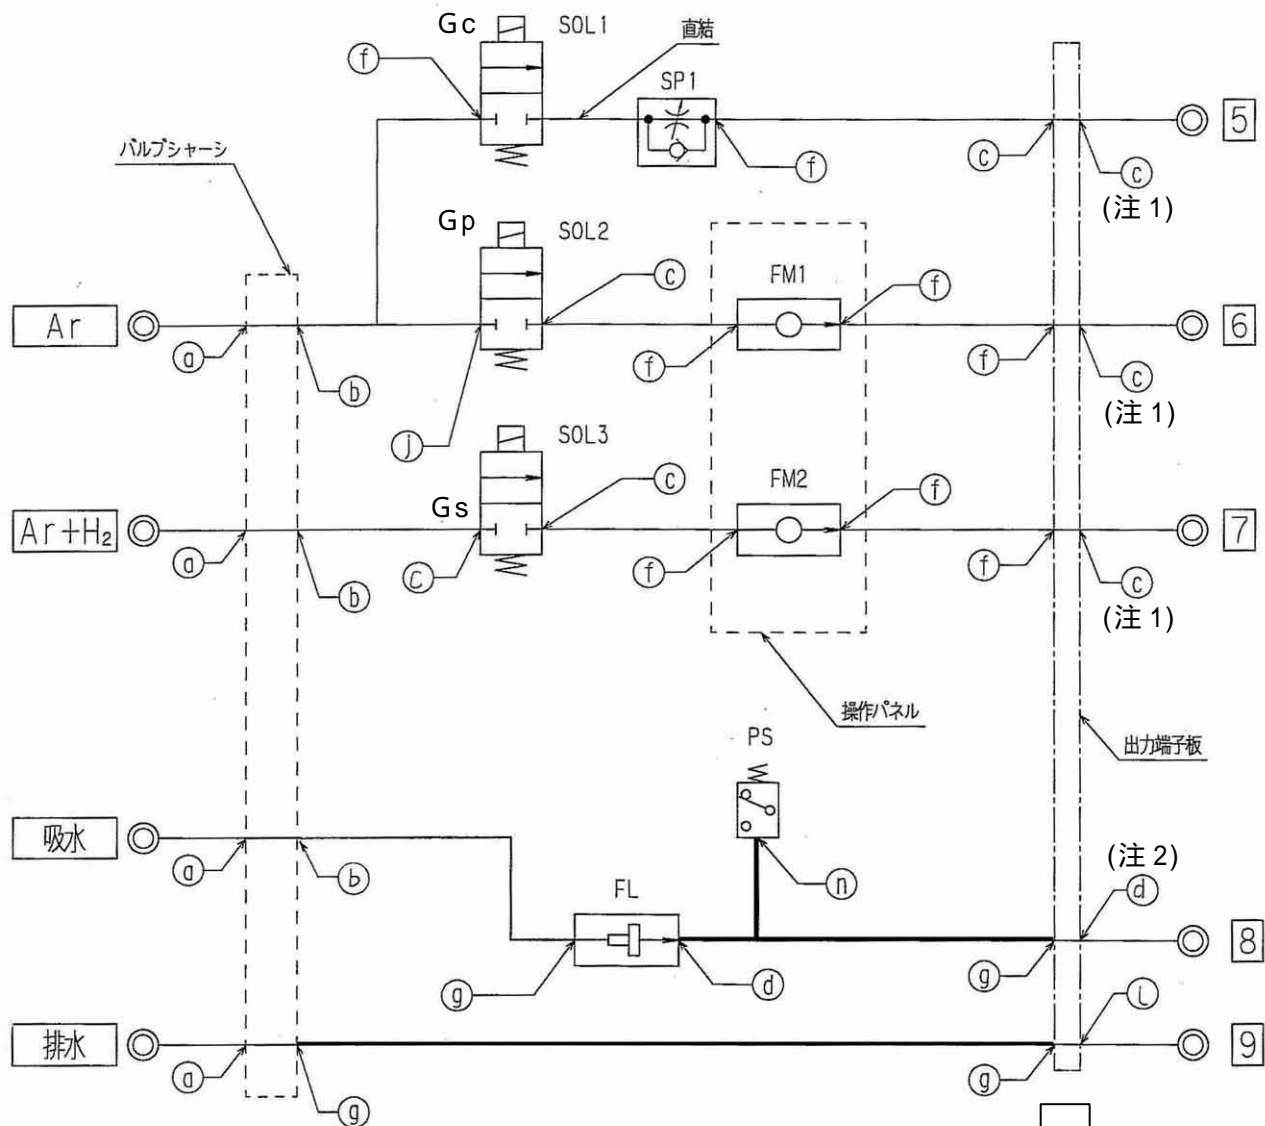 Gc SOL1 直結
f
SP1
バルブシャーシ
5
f c c
(注 1)
Gp SOL2
c FM1 f
Ar
6
a b f f c
(注 1)
j SOL3
c FM2 f
Gs
Ar+H₂
7
a b c f f c
(注 1)
操作パネル
PS 出力端子板
吸水
(注 2)
a b n d
FL
8
g d g
L
排水
9
a g g